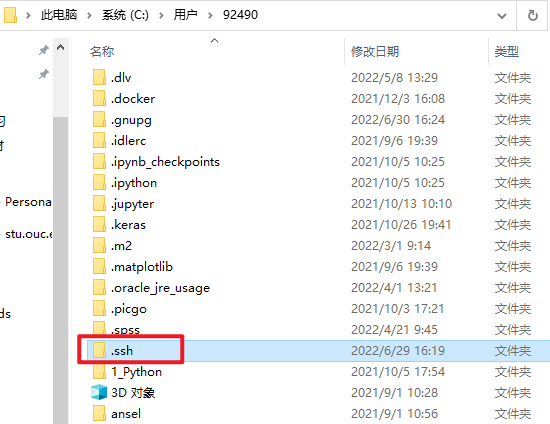 此电脑 › 系统 (C:) › 用户 › 92490
名称 修改日期 类型
.dlv 2022/5/8 13:29 文件夹
.docker 2021/12/3 16:08 文件夹
.gnupg 2022/6/30 16:24 文件夹
.idlerc 2021/9/6 19:39 文件夹
.ipynb_checkpoints 2021/10/5 10:25 文件夹
.ipython 2021/10/5 10:25 文件夹
.jupyter 2021/10/13 10:10 文件夹
Persona
.keras 2021/10/26 19:41 文件夹
stu.ouc.e
.m2 2022/3/1 9:14 文件夹
.matplotlib 2021/9/6 19:39 文件夹
.oracle_jre_usage 2022/4/1 13:21 文件夹
ds
.picgo 2021/10/3 17:21 文件夹
.spss 2022/4/21 9:45 文件夹
.ssh 2022/6/29 16:19 文件夹
1_Python 2021/10/5 17:54 文件夹
3D 对象 2021/9/1 10:28 文件夹
ansel 2021/9/1 10:56 文件夹